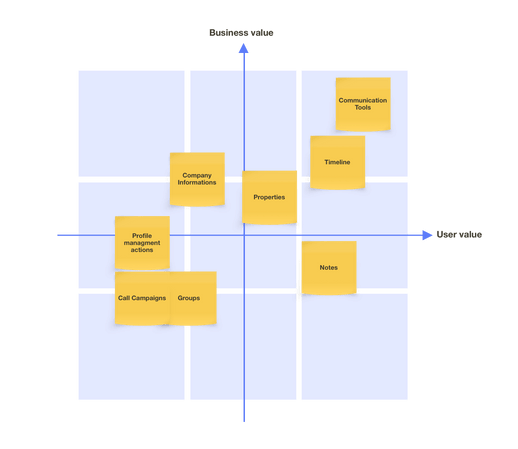 Business value
Communication
Tools
Timeline
Company
Informations
Properties
Profile
managment
actions
User value
Notes
Call Campaigns
Groups